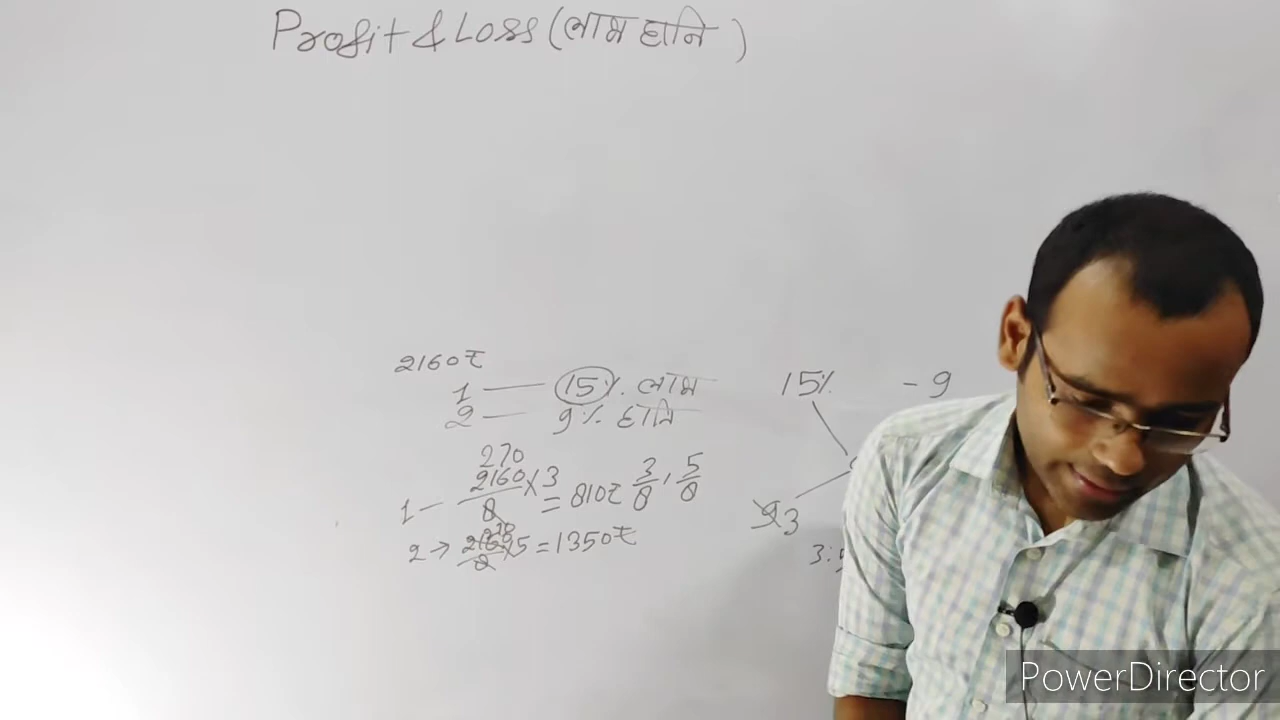 Profit & Loss (লাভ হানি)
2160₹
1 — 15% লাভ
2 — 9% হানি
270
1 — 2160/8 × 3 = 810₹ 3/8, 5/8
2 → 2160/8 × 5 = 1350₹
15% -9
9 3
3:5
PowerDirector